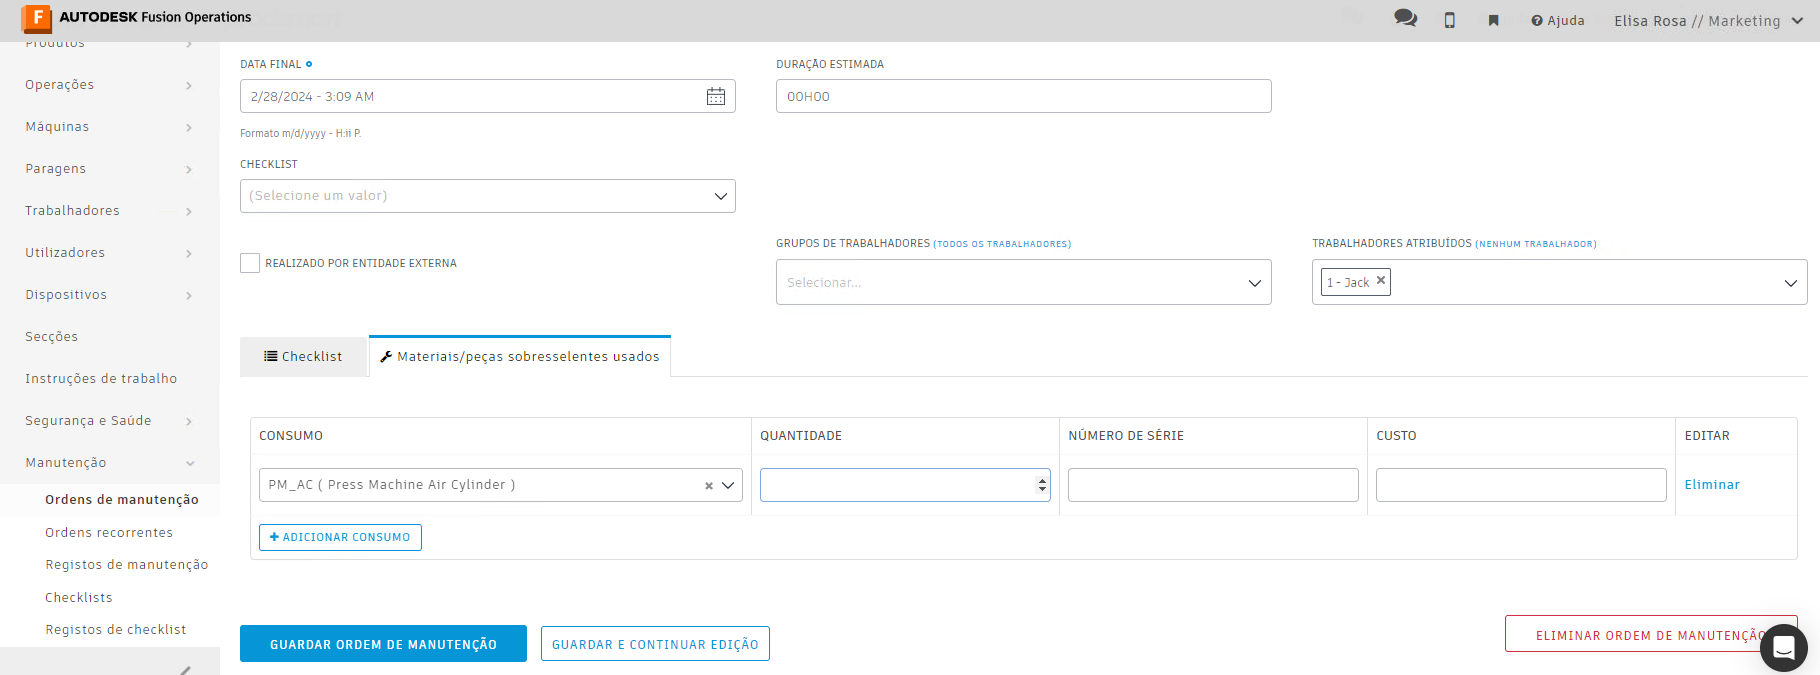 F AUTODESK Fusion Operations
Ajuda
Elisa Rosa // Marketing
Produtos
Operações
Máquinas
Paragens
Trabalhadores
Utilizadores
Dispositivos
Secções
Instruções de trabalho
Segurança e Saúde
Manutenção
Ordens de manutenção
Ordens recorrentes
Registos de manutenção
Checklists
Registos de checklist
DATA FINAL
2/28/2024 - 3:09 AM
Formato m/d/yyyy - H:ii P.
DURAÇÃO ESTIMADA
00H00
CHECKLIST
(Selecione um valor)
REALIZADO POR ENTIDADE EXTERNA
GRUPOS DE TRABALHADORES (TODOS OS TRABALHADORES)
Selecionar...
TRABALHADORES ATRIBUÍDOS (NENHUM TRABALHADOR)
1 - Jack
Checklist
Materiais/peças sobresselentes usados
CONSUMO QUANTIDADE NÚMERO DE SÉRIE CUSTO EDITAR
PM_AC ( Press Machine Air Cylinder ) Eliminar
+ ADICIONAR CONSUMO
GUARDAR ORDEM DE MANUTENÇÃO
GUARDAR E CONTINUAR EDIÇÃO
ELIMINAR ORDEM DE MANUTENÇÃO